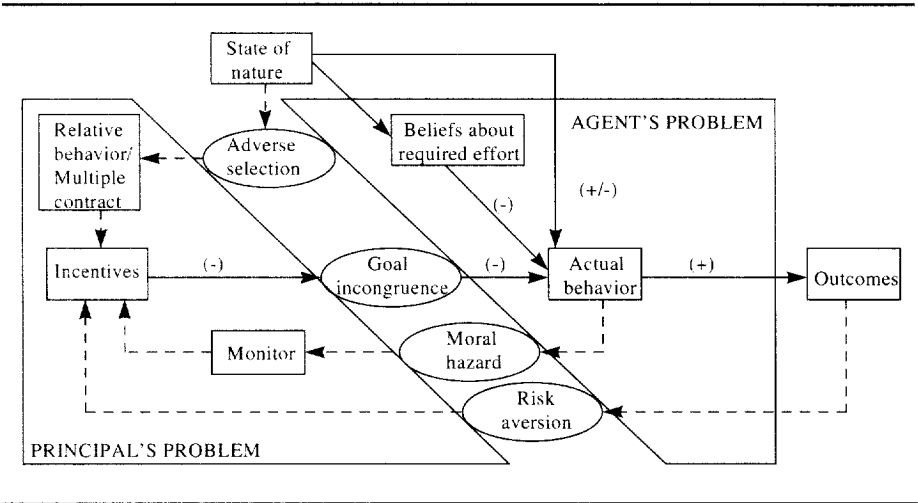 State of
nature
AGENT'S PROBLEM
Relative
behavior/
Multiple
contract
Adverse
selection
Beliefs about
required effort
(+/-)
(-)
Incentives
(-)
Goal
incongruence
(-)
Actual
behavior
(+)
Outcomes
Monitor
Moral
hazard
Risk
aversion
PRINCIPAL'S PROBLEM